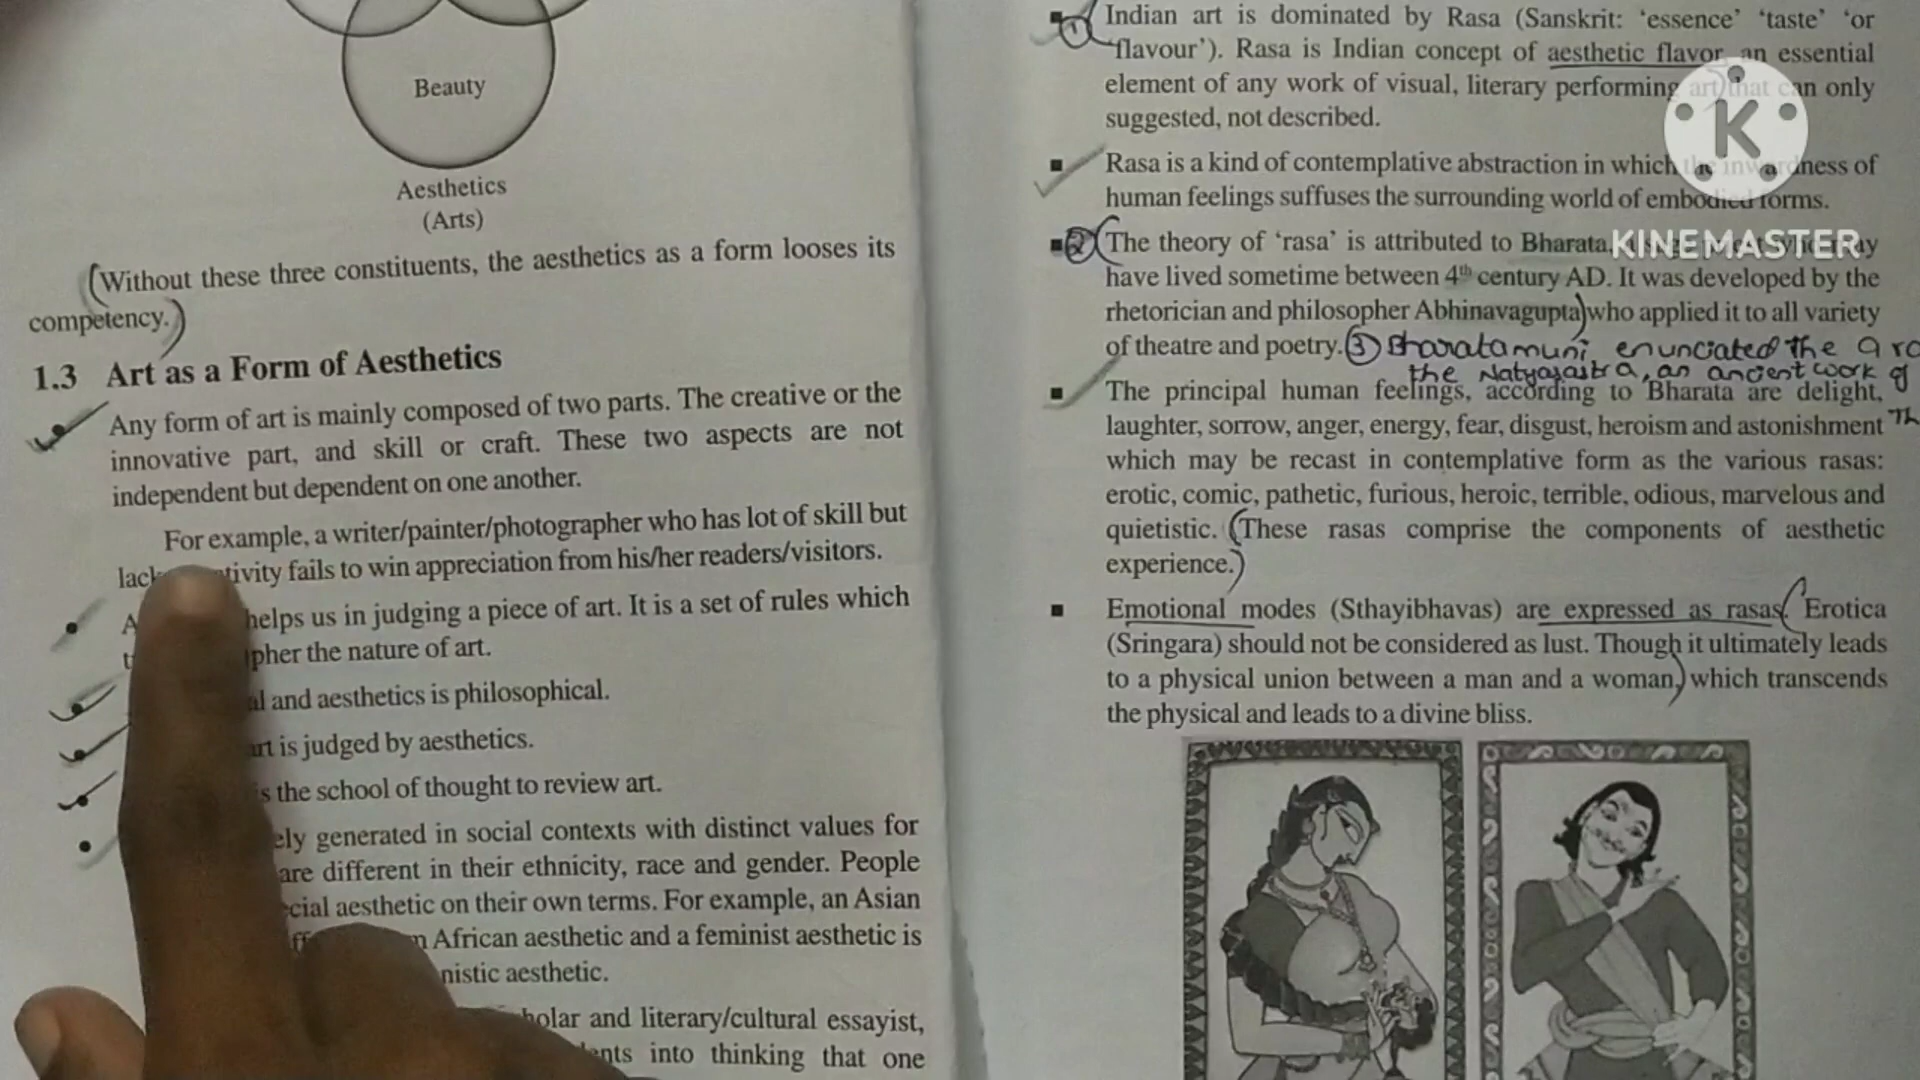 Beauty
Aesthetics
(Arts)
(Without these three constituents, the aesthetics as a form looses its
competency.)
1.3 Art as a Form of Aesthetics
Any form of art is mainly composed of two parts. The creative or the
innovative part, and skill or craft. These two aspects are not
independent but dependent on one another.
For example, a writer/painter/photographer who has lot of skill but
fails to win appreciation from his/her readers/visitors.
helps us in judging a piece of art. It is a set of rules which
the nature of art.
and aesthetics is philosophical.
is judged by aesthetics.
the school of thought to review art.
generated in social contexts with distinct values for
are different in their ethnicity, race and gender. People
aesthetic on their own terms. For example, an Asian
African aesthetic and a feminist aesthetic is
aesthetic.
and literary/cultural essayist,
into thinking that one
■ ① Indian art is dominated by Rasa (Sanskrit: ‘essence’ ‘taste’ ‘or
‘flavour’). Rasa is Indian concept of aesthetic flavor, an essential
element of any work of visual, literary performing art) that can only
suggested, not described.
■ Rasa is a kind of contemplative abstraction in which the inwardness of
human feelings suffuses the surrounding world of embodied forms.
■ ② (The theory of ‘rasa’ is attributed to Bharata, may
have lived sometime between 4th century AD. It was developed by the
rhetorician and philosopher Abhinavagupta) who applied it to all variety
of theatre and poetry. ③ Bharatamuni enunciated the
the Natyasastra, an ancient work of
■ The principal human feelings, according to Bharata are delight,
laughter, sorrow, anger, energy, fear, disgust, heroism and astonishment
which may be recast in contemplative form as the various rasas:
erotic, comic, pathetic, furious, heroic, terrible, odious, marvelous and
quietistic. (These rasas comprise the components of aesthetic
experience.)
■ Emotional modes (Sthayibhavas) are expressed as rasas. (Erotica
(Sringara) should not be considered as lust. Though it ultimately leads
to a physical union between a man and a woman,) which transcends
the physical and leads to a divine bliss.
K
KINEMASTER